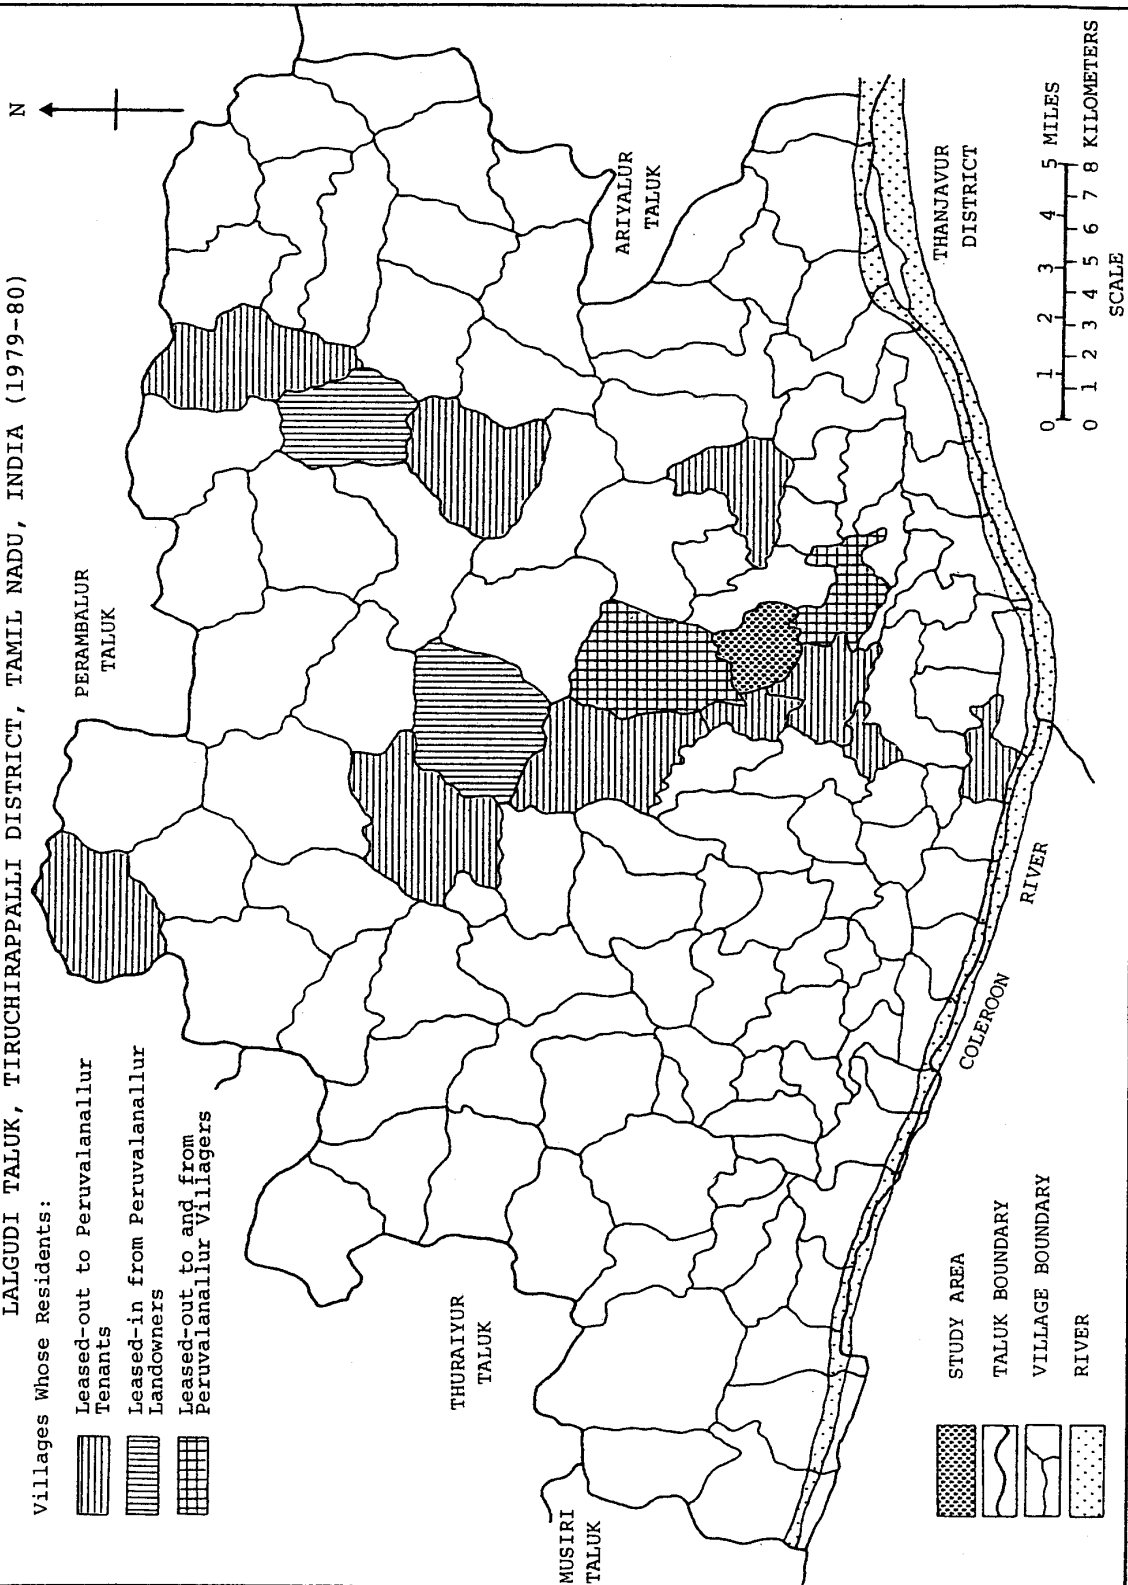 LALGUDI TALUK, TIRUCHIRAPPALLI DISTRICT, TAMIL NADU, INDIA (1979-80)
N
Villages Whose Residents:
Leased-out to Peruvalanallur
Tenants
Leased-in from Peruvalanallur
Landowners
Leased-out to and from
Peruvalanallur Villagers
PERAMBALUR
TALUK
ARIYALUR
TALUK
THURAIYUR
TALUK
MUSIRI
TALUK
THANJAVUR
DISTRICT
COLEROON RIVER
STUDY AREA
TALUK BOUNDARY
VILLAGE BOUNDARY
RIVER
0 1 2 3 4 5 MILES
0 1 2 3 4 5 6 7 8 KILOMETERS
SCALE